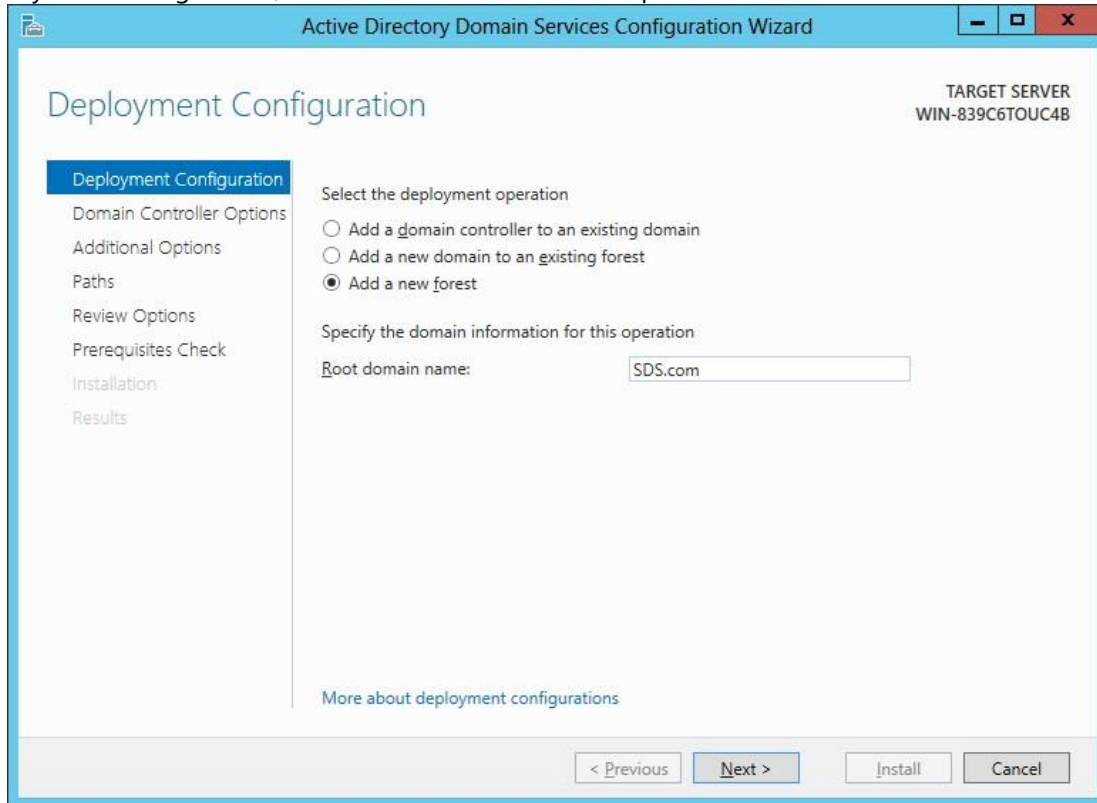 Active Directory Domain Services Configuration Wizard
Deployment Configuration
TARGET SERVER
WIN-839C6TOUC4B
Deployment Configuration
Domain Controller Options
Additional Options
Paths
Review Options
Prerequisites Check
Installation
Results
Select the deployment operation
Add a domain controller to an existing domain
Add a new domain to an existing forest
Add a new forest
Specify the domain information for this operation
Root domain name: SDS.com
More about deployment configurations
< Previous Next > Install Cancel